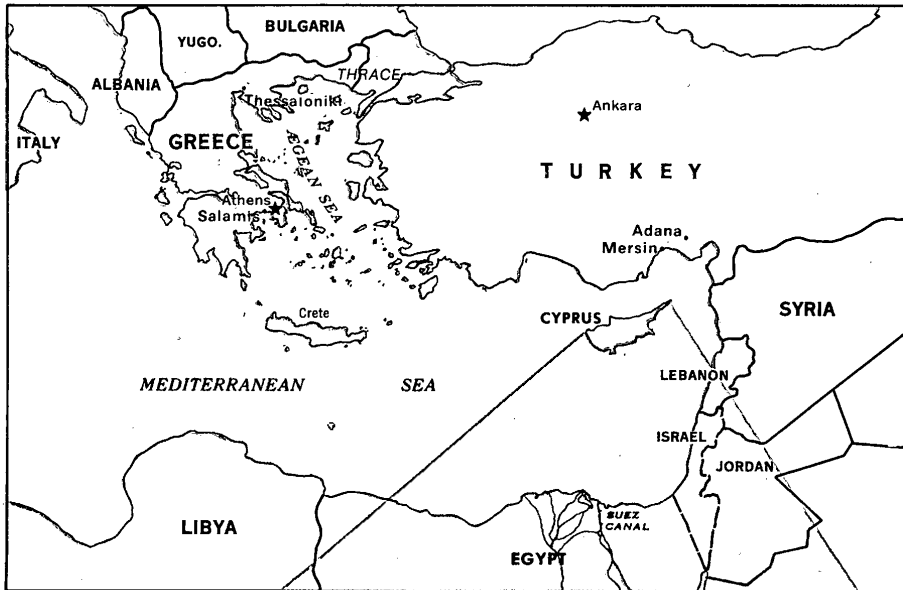 BULGARIA
YUGO.
THRACE
ALBANIA
Thessaloniki
Ankara
ITALY
GREECE
ÆGEAN SEA
TURKEY
Athens
Salamis
Adana
Mersin
Crete
CYPRUS
SYRIA
LEBANON
MEDITERRANEAN SEA
ISRAEL
JORDAN
LIBYA
SUEZ
CANAL
EGYPT